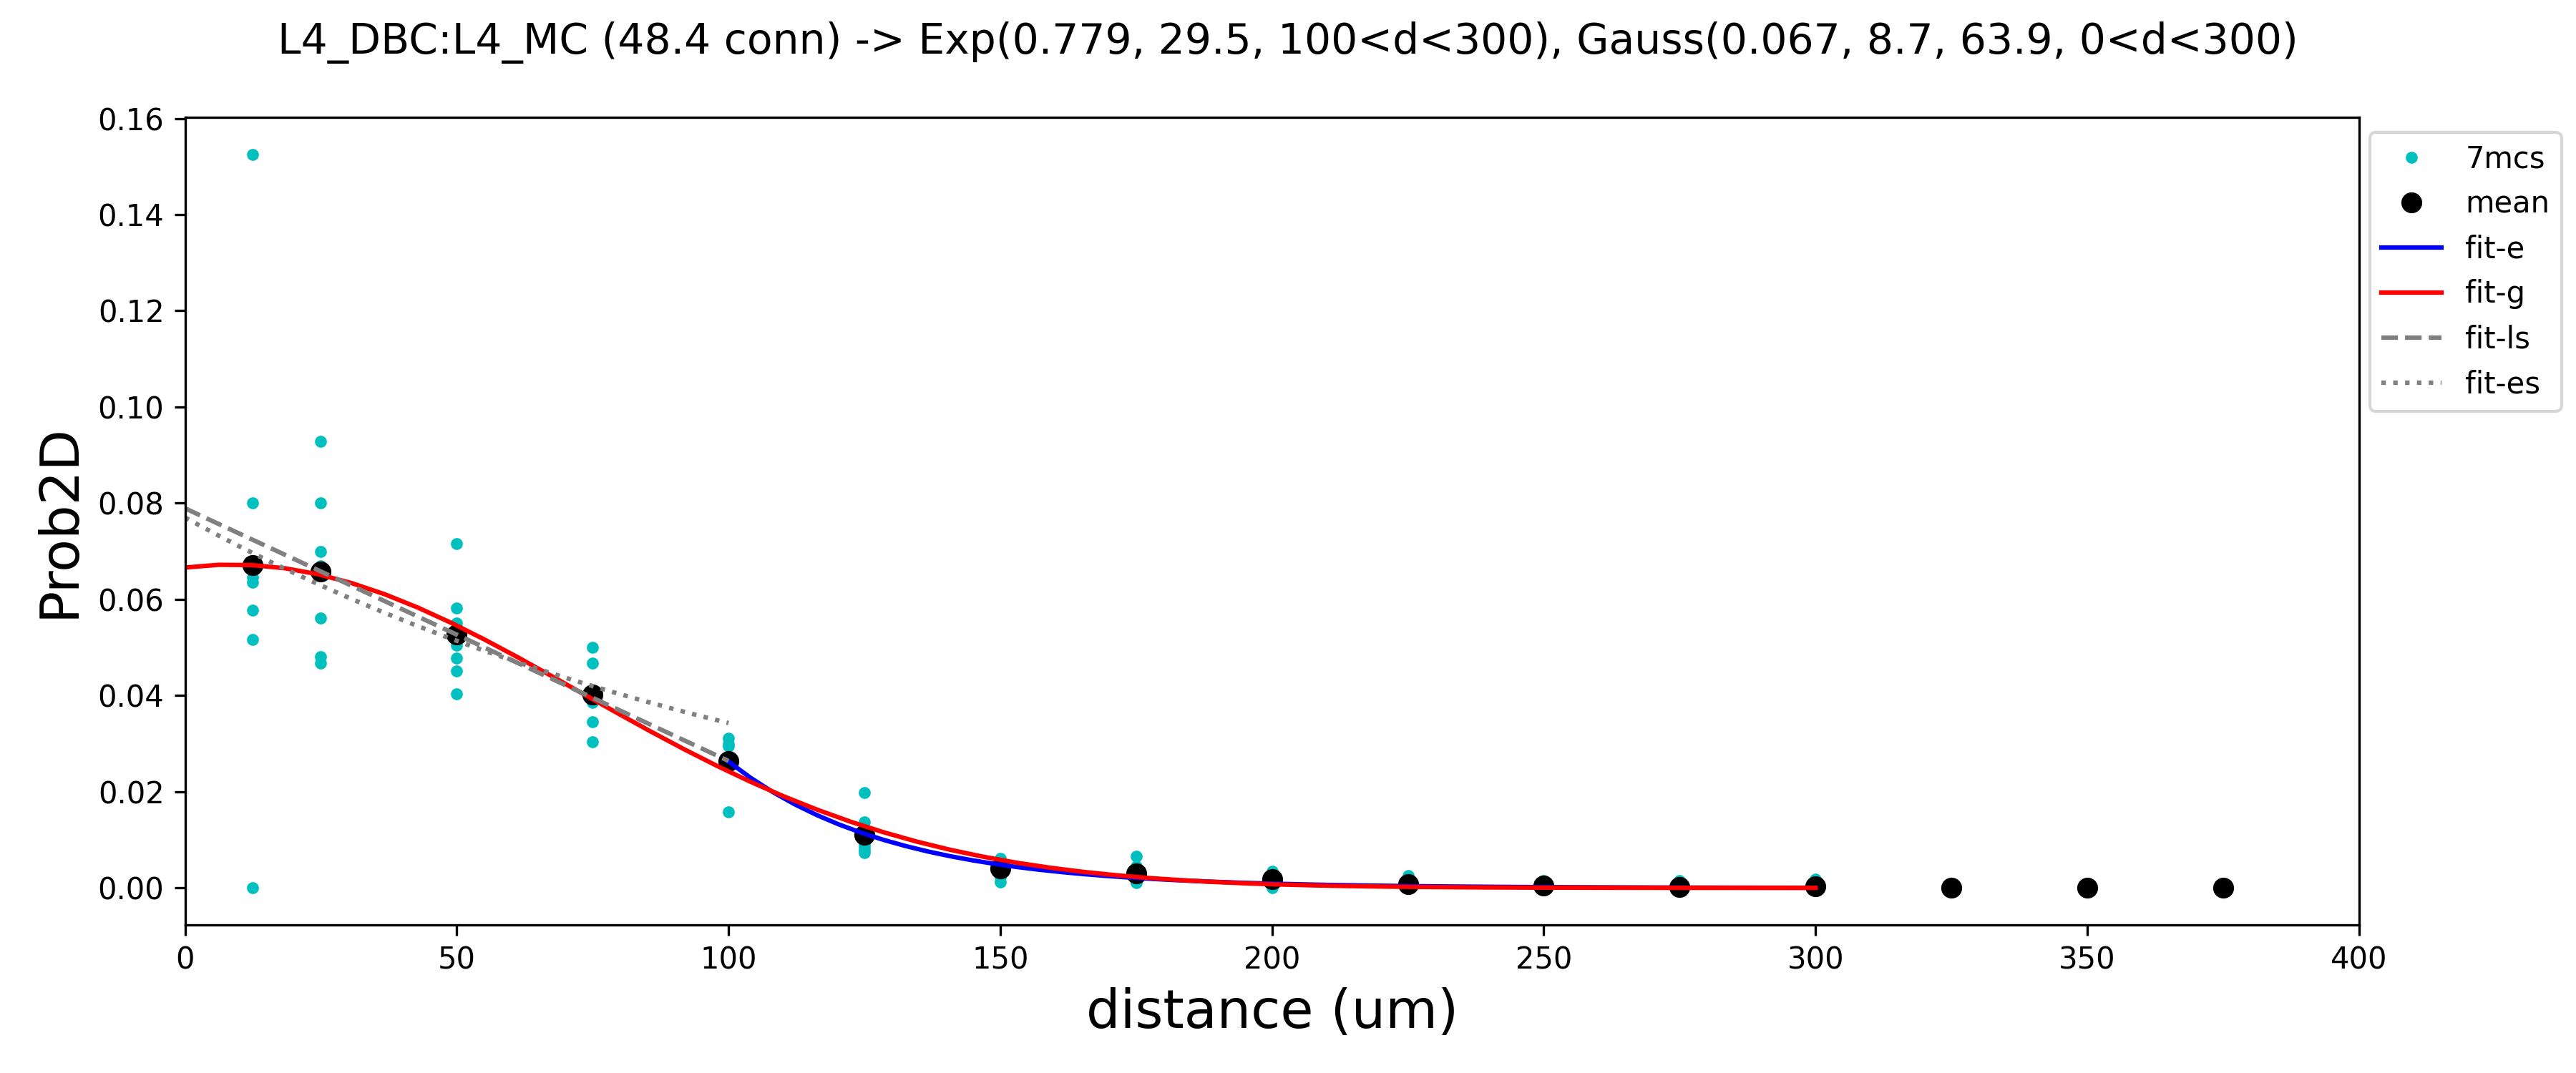 L4_DBC:L4_MC (48.4 conn) -> Exp(0.779, 29.5, 100<d<300), Gauss(0.067, 8.7, 63.9, 0<d<300)
0.16
0.14
0.12
0.10
0.08
0.06
0.04
0.02
0.00
Prob2D
0 50 100 150 200 250 300 350 400
distance (um)
7mcs
mean
fit-e
fit-g
fit-ls
fit-es